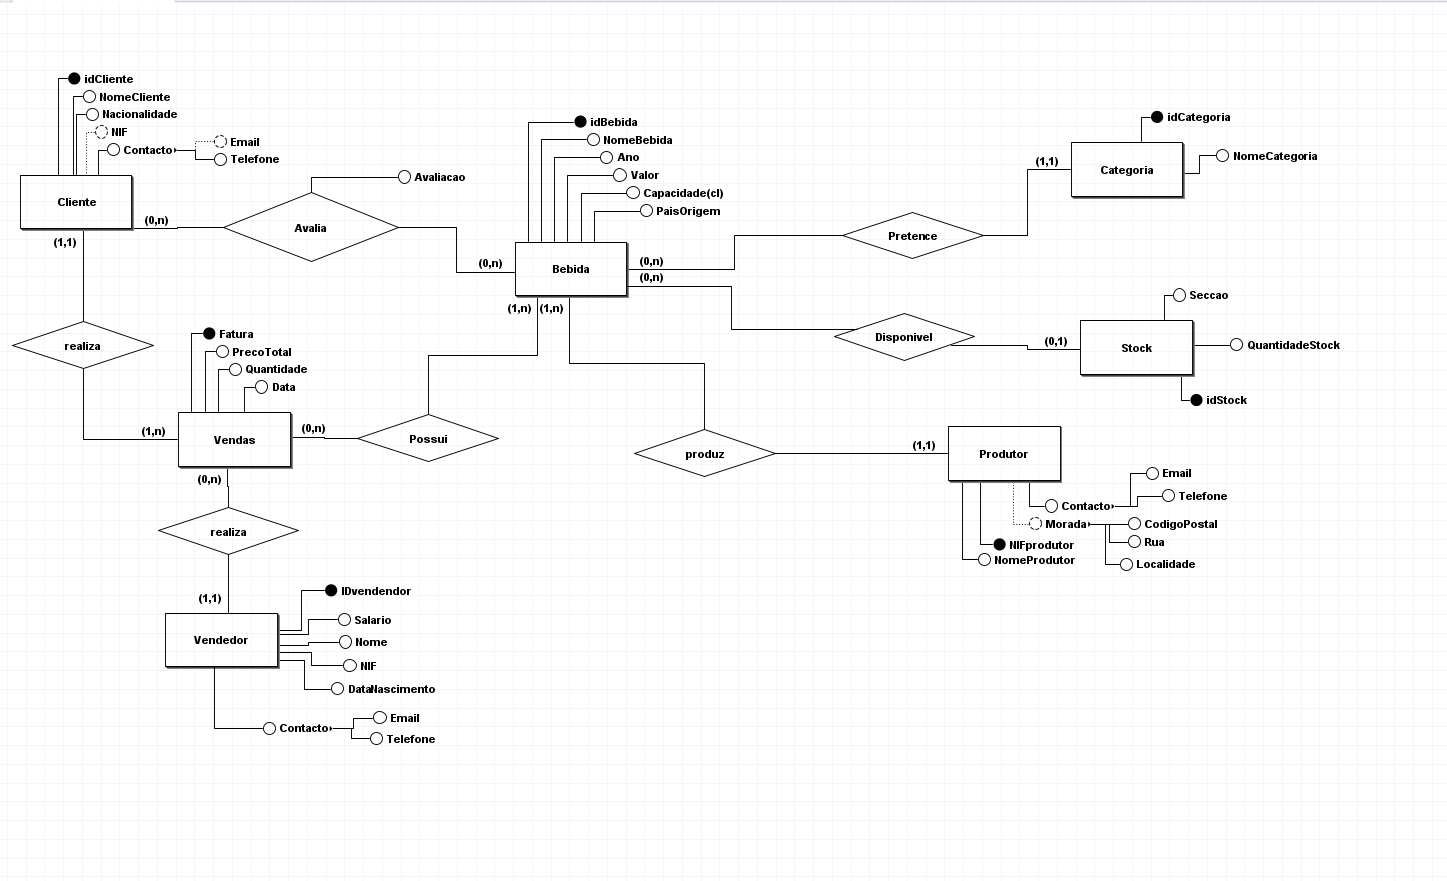 idCliente
NomeCliente
Nacionalidade
NIF
Contacto
Email
Telefone
Cliente
(0,n)
(1,1)
Avaliacao
Avalia
(0,n)
idBebida
NomeBebida
Ano
Valor
Capacidade(cl)
PaisOrigem
Bebida
(0,n)
(0,n)
(1,n)
(1,n)
Pretence
(1,1)
idCategoria
NomeCategoria
Categoria
Disponivel
(0,1)
Seccao
Stock
QuantidadeStock
idStock
realiza
Fatura
PrecoTotal
Quantidade
Data
(1,n)
Vendas
(0,n)
(0,n)
Possui
produz
(1,1)
Produtor
Contacto
Email
Telefone
Morada
CodigoPostal
Rua
Localidade
NIFprodutor
NomeProdutor
realiza
(1,1)
Vendedor
IDvendendor
Salario
Nome
NIF
DataNascimento
Contacto
Email
Telefone